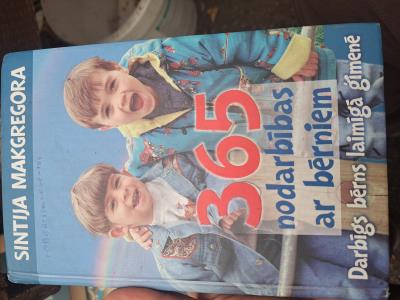 SINTIJA MAKGREGORA
365
nodarbības
ar bērniem
Darbīgs bērns laimīgā ģimenē